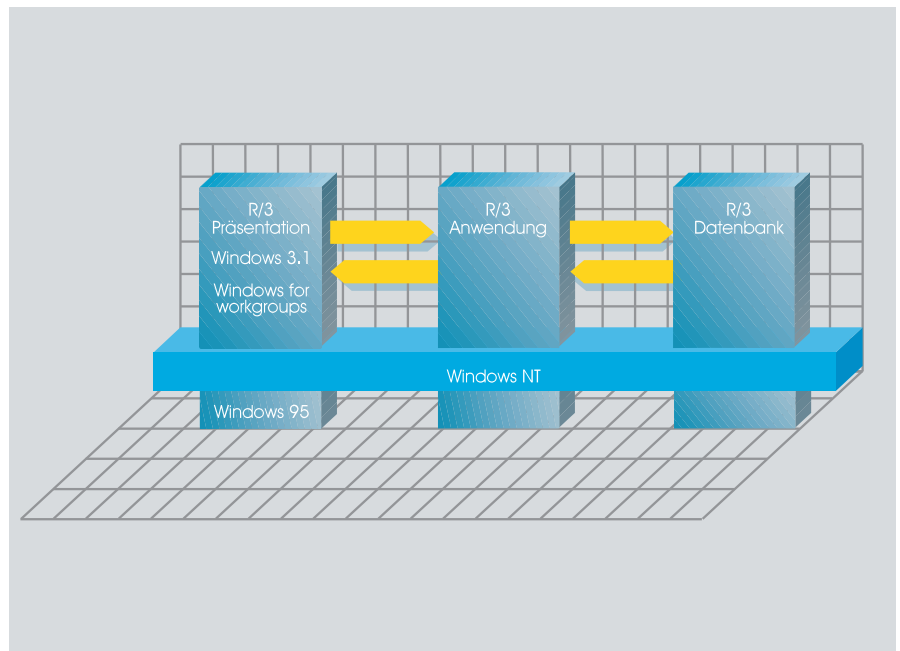 R/3
Präsentation
Windows 3.1
Windows for
workgroups
R/3
Anwendung
R/3
Datenbank
Windows NT
Windows 95